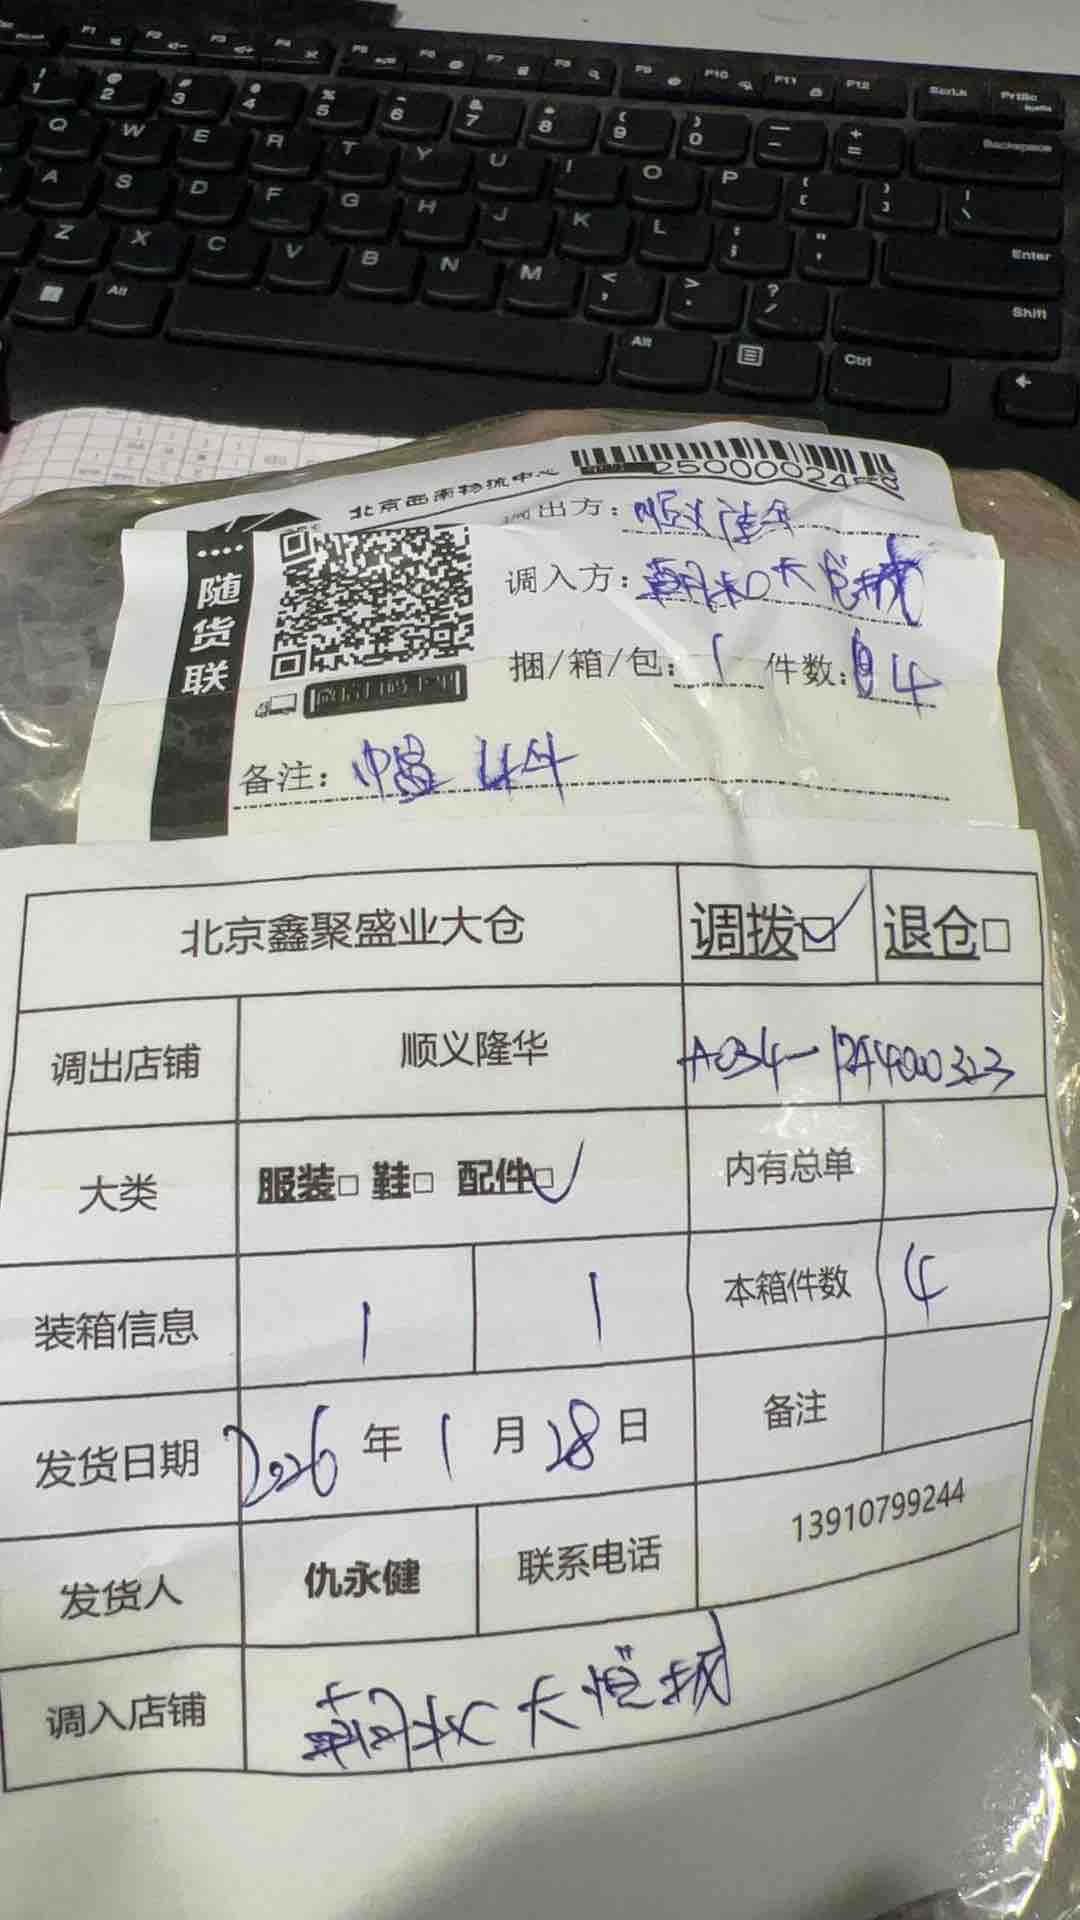 北京西南物流中心
随货联
调出方: 顺义隆华
调入方: 大悦城
捆/箱/包: 1 件数: 4
备注: 帽 4件
北京鑫聚盛业大仓 调拨☑ 退仓□
调出店铺 顺义隆华
大类 服装□ 鞋□ 配件☑ 内有总单
装箱信息 1 1 本箱件数 4
发货日期 2026 年 1 月 28 日 备注
发货人 仇永健 联系电话 13910799244
调入店铺 大悦城